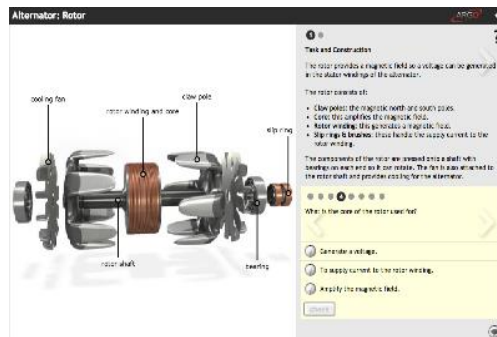 Alternator: Rotor
ARGO
?
1
Task and Construction
The rotor provides a magnetic field so a voltage can be generated
in the stator windings of the alternator.
The rotor consists of:
• Claw poles: the magnetic north and south poles.
• Core: this amplifies the magnetic field.
• Rotor winding: this generates a magnetic field.
• Slip rings & brushes: these handle the supply current to the
rotor winding.
The components of the rotor are pressed onto a shaft with
bearings on each end so it can rotate. The fan is also attached to
the rotor shaft and provides cooling for the alternator.
cooling fan
rotor winding and core
claw pole
slip ring
rotor shaft
bearing
4
What is the core of the rotor used for?
Generate a voltage.
To supply current to the rotor winding.
Amplify the magnetic field.